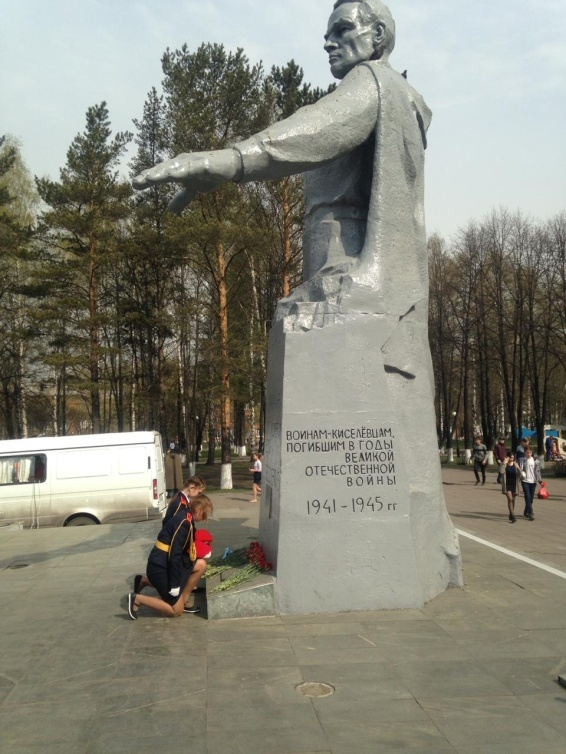 ВОИНАМ-КИСЕЛЁВЦАМ,
ПОГИБШИМ В ГОДЫ
ВЕЛИКОЙ
ОТЕЧЕСТВЕННОЙ
ВОЙНЫ
1941-1945 гг